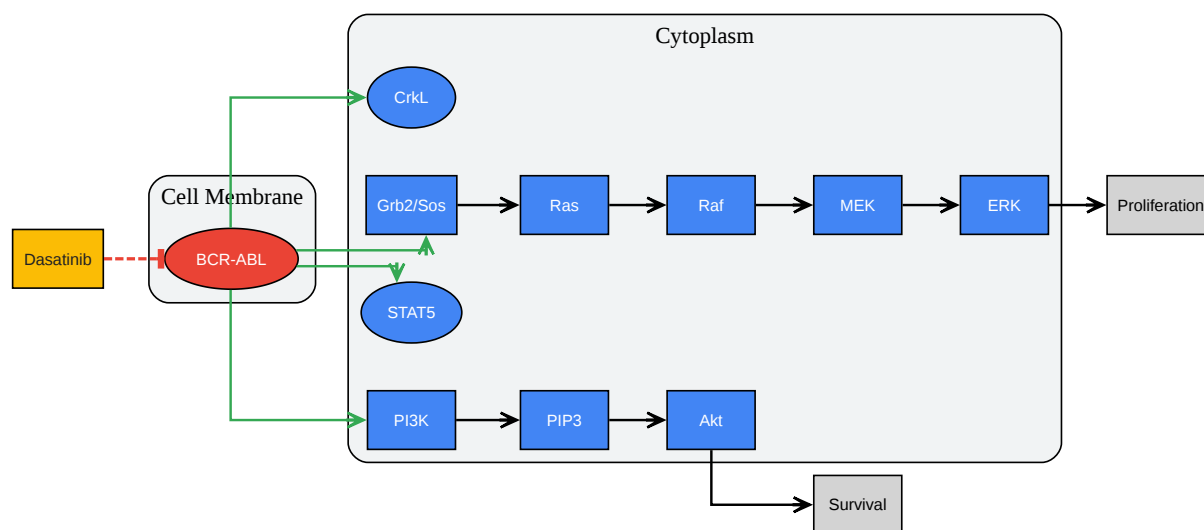 Cytoplasm
CrkL
Cell Membrane
Grb2/Sos
Ras
Raf
MEK
ERK
Proliferation
Dasatinib
BCR-ABL
STAT5
PI3K
PIP3
Akt
Survival